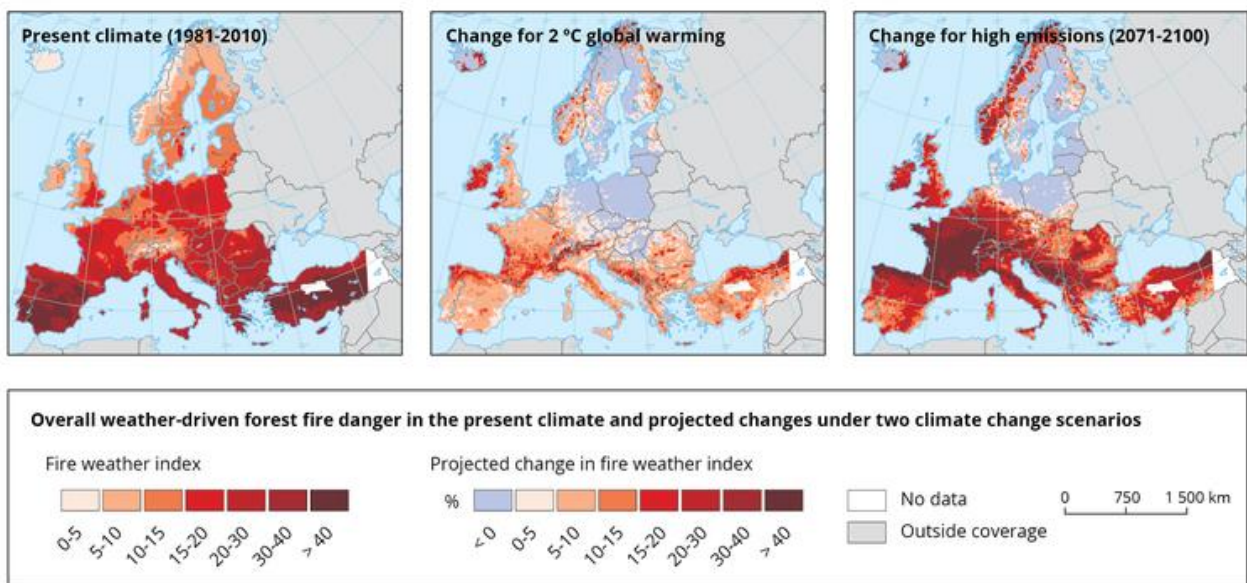 Present climate (1981-2010)
Change for 2 °C global warming
Change for high emissions (2071-2100)
Overall weather-driven forest fire danger in the present climate and projected changes under two climate change scenarios
Fire weather index
0-5
5-10
10-15
15-20
20-30
30-40
> 40
Projected change in fire weather index
%
< 0
0-5
5-10
10-15
15-20
20-30
30-40
> 40
No data
Outside coverage
0 750 1 500 km